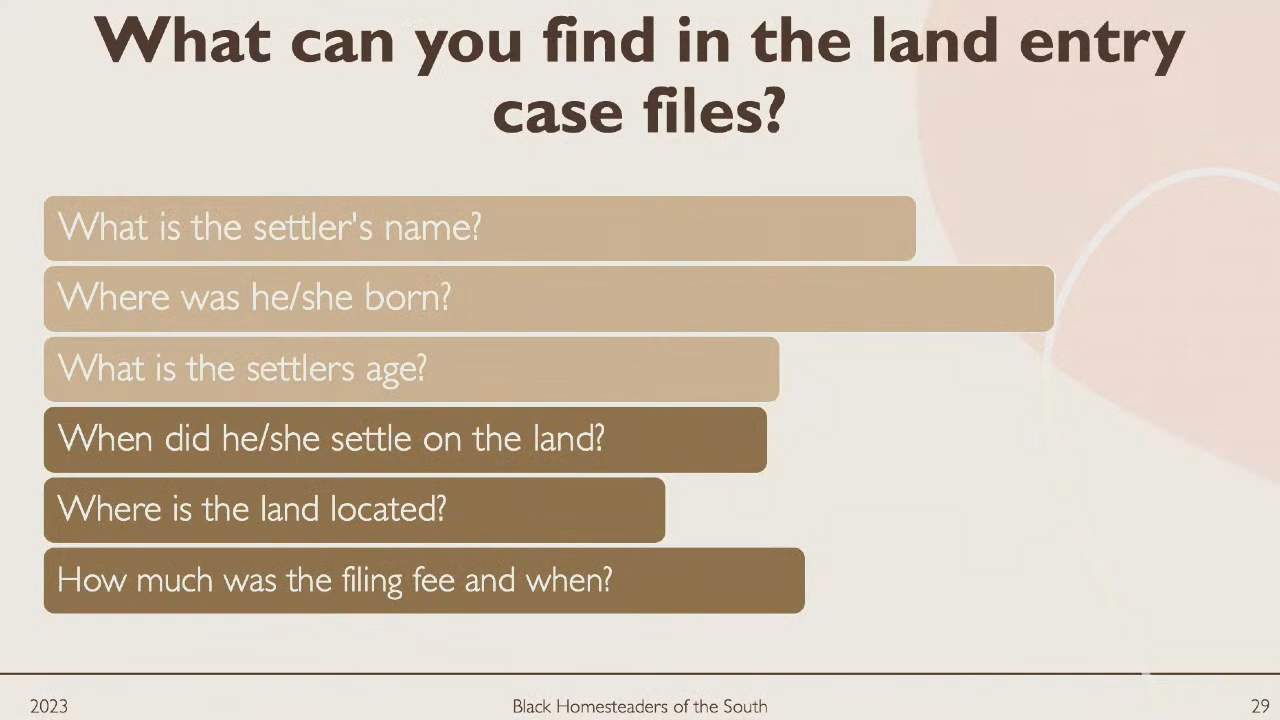 What can you find in the land entry
case files?
What is the settler's name?
Where was he/she born?
What is the settlers age?
When did he/she settle on the land?
Where is the land located?
How much was the filing fee and when?
2023
Black Homesteaders of the South
29